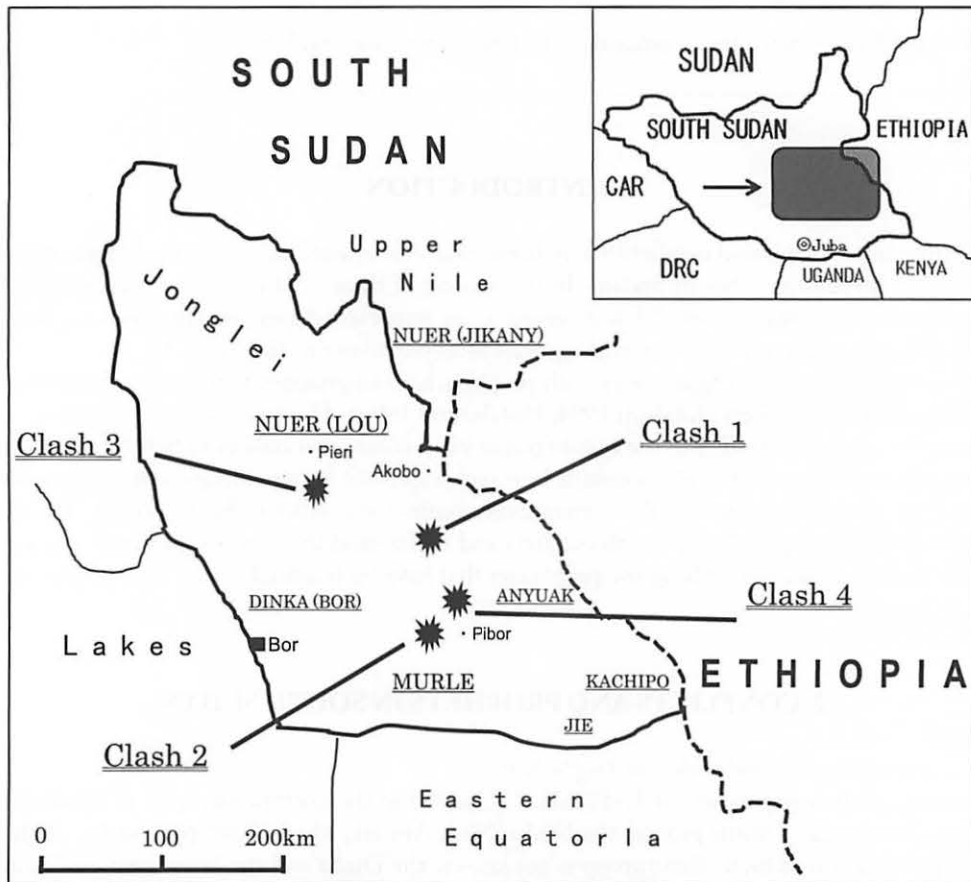 SOUTH
SUDAN
Upper
Nile
Jonglei
NUER (JIKANY)
NUER (LOU)
Pieri
Akobo
Clash 3
Clash 1
DINKA (BOR)
ANYUAK
Clash 4
Lakes
Bor
Pibor
ETHIOPIA
MURLE
KACHIPO
JIE
Clash 2
Eastern
Equatorla
0 100 200km
SUDAN
SOUTH SUDAN
ETHIOPIA
CAR
Juba
DRC
UGANDA
KENYA